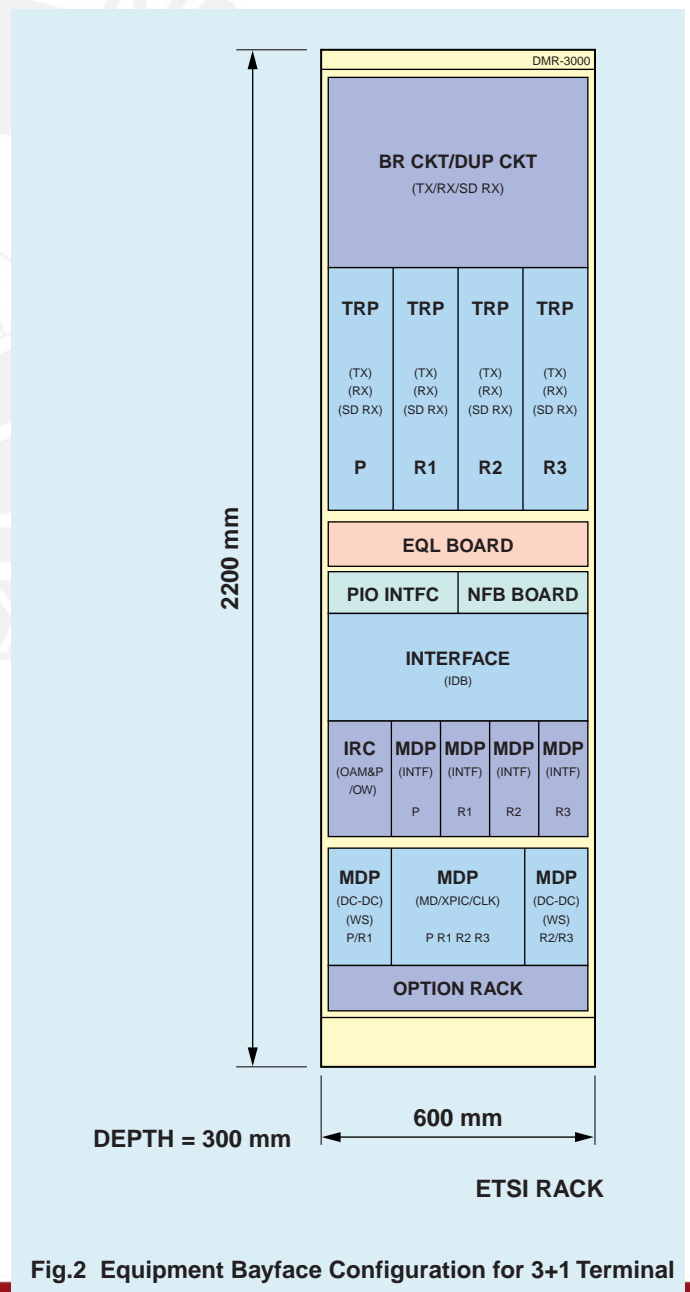 DMR-3000
BR CKT/DUP CKT
(TX/RX/SD RX)
TRP TRP TRP TRP
(TX) (TX) (TX) (TX)
(RX) (RX) (RX) (RX)
(SD RX) (SD RX) (SD RX) (SD RX)
P R1 R2 R3
2200 mm
EQL BOARD
PIO INTFC NFB BOARD
INTERFACE
(IDB)
IRC MDP MDP MDP MDP
(OAM&P (INTF) (INTF) (INTF) (INTF)
/OW)
P R1 R2 R3
MDP MDP MDP
(DC-DC) (MD/XPIC/CLK) (DC-DC)
(WS) (WS)
P/R1 P R1 R2 R3 R2/R3
OPTION RACK
600 mm
DEPTH = 300 mm
ETSI RACK
Fig.2 Equipment Bayface Configuration for 3+1 Terminal